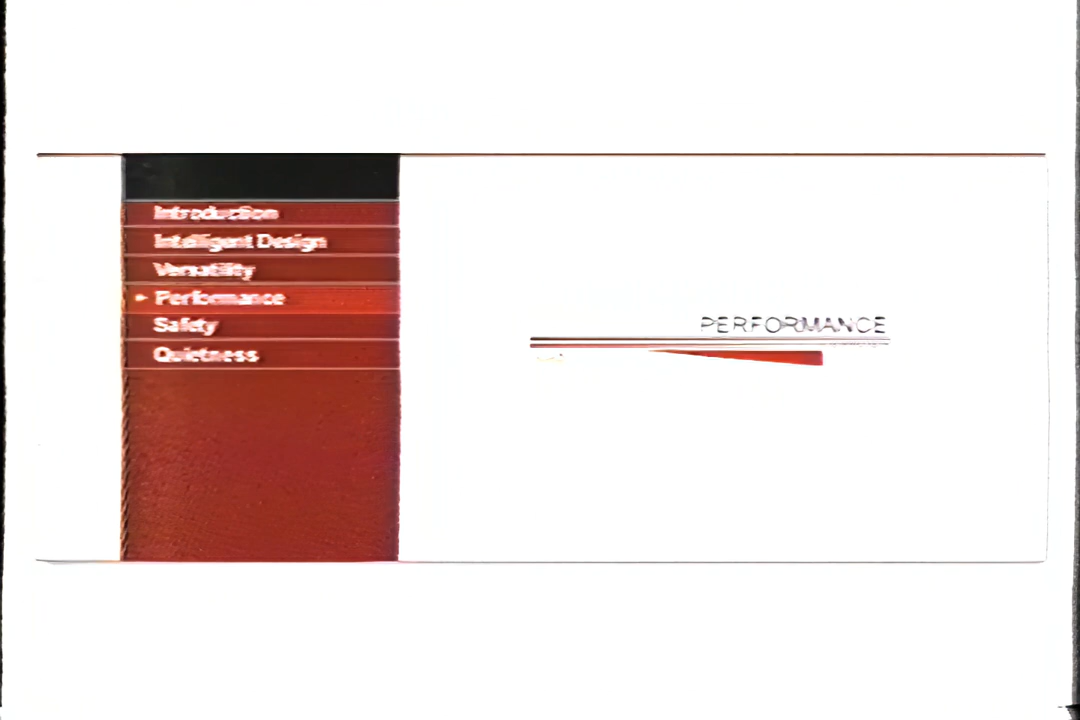 Introduction
Intelligent Design
Versatility
Performance
Safety
Quietness
PERFORMANCE